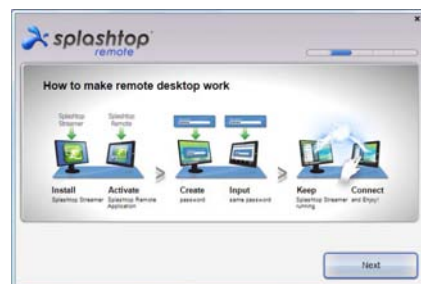 splashtop
remote
How to make remote desktop work
Splashtop Streamer
Splashtop Remote
Install
Splashtop Streamer
Activate
Splashtop Remote Application
Create
password
Input
same password
Keep
Splashtop Streamer running
Connect
and Enjoy!
Next